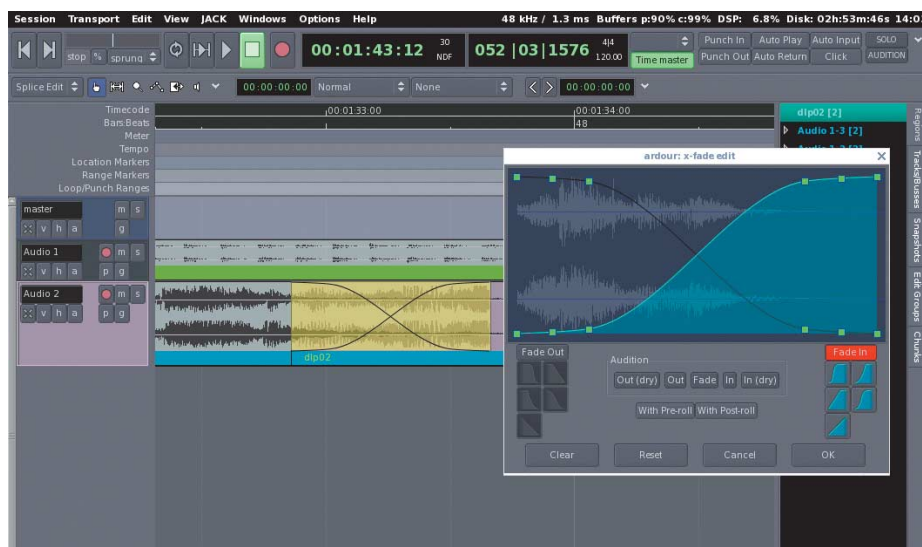 Session Transport Edit View JACK Windows Options Help 48 kHz / 1.3 ms Buffers p:90% c:99% DSP: 6.8% Disk: 02h:53m:46s 14:0
stop % sprung 00:01:43:12 30 NDF 052|03|1576 4|4 120.00 Time master Punch In Auto Play Auto Input SOLO
Punch Out Auto Return Click AUDITION
Splice Edit 00:00:00:00 Normal None 00:00:00:00
Timecode 00:01:33:00 00:01:34:00 dlp02 [2]
Bars:Beats 48 Audio 1-3 [2]
Meter
Tempo
Location Markers
Range Markers
Loop/Punch Ranges
master m s
v h a g
Audio 1 m s
v h a p g
Audio 2 m s
v h a p g
dlp02
ardour: x-fade edit
Fade Out Audition Fade In
Out (dry) Out Fade In In (dry)
With Pre-roll With Post-roll
Clear Reset Cancel OK
Regions
Tracks/Busses
Snapshots
Edit Groups
Chunks